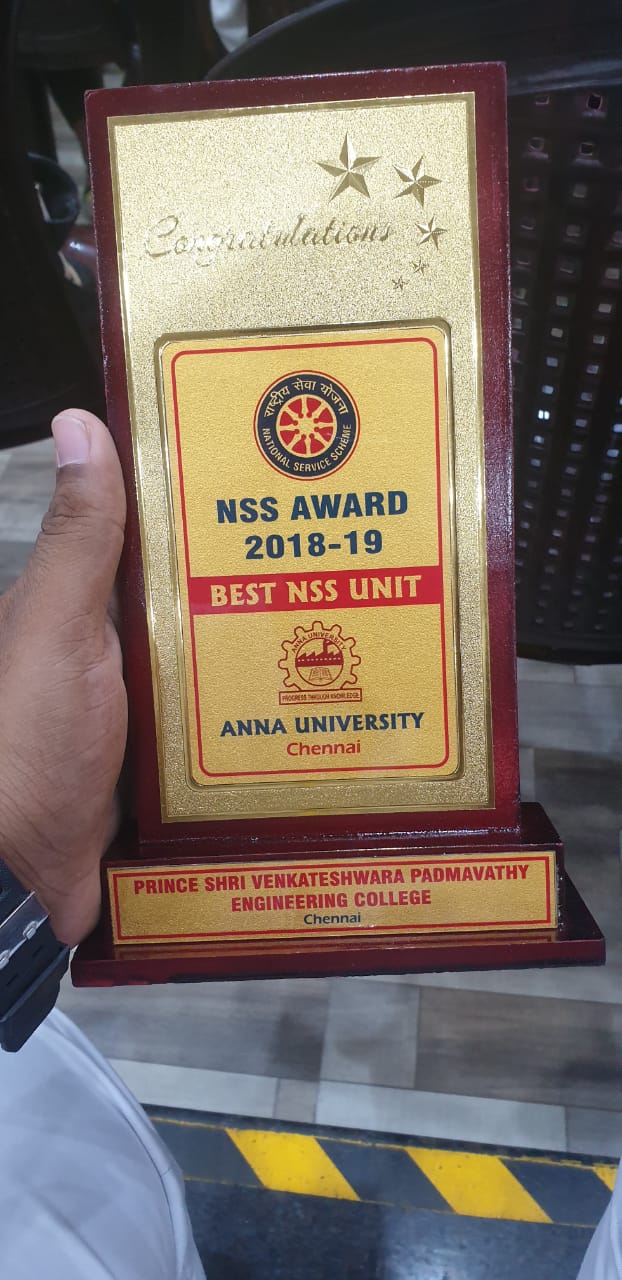 Congratulations
राष्ट्रीय सेवा योजना
NATIONAL SERVICE SCHEME
NSS AWARD
2018-19
BEST NSS UNIT
ANNA UNIVERSITY
PROGRESS THROUGH KNOWLEDGE
ANNA UNIVERSITY
Chennai
PRINCE SHRI VENKATESHWARA PADMAVATHY
ENGINEERING COLLEGE
Chennai